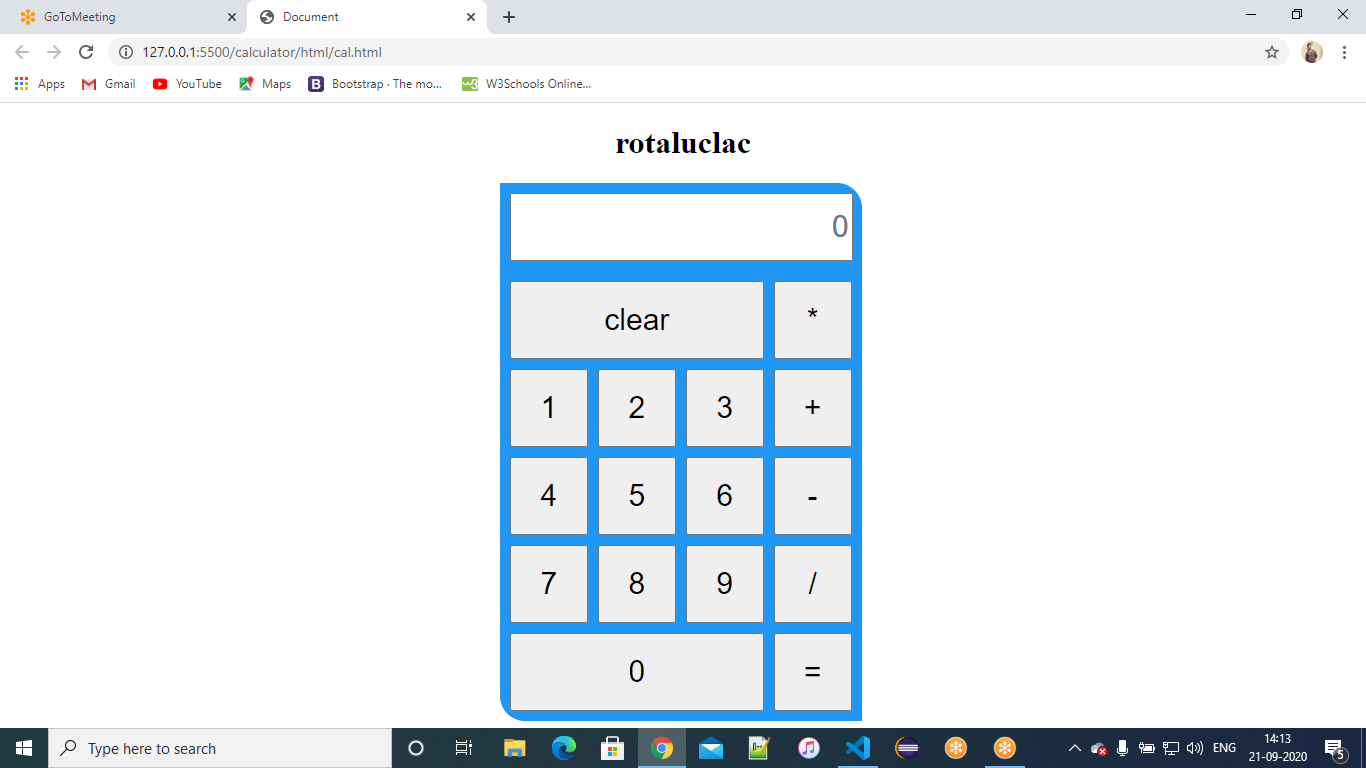 GoToMeeting
Document
127.0.0.1:5500/calculator/html/cal.html
Apps Gmail YouTube Maps Bootstrap · The mo... W3Schools Online...
rotaluclac
0
clear *
1 2 3 +
4 5 6 -
7 8 9 /
0 =
Type here to search
ENG
14:13
21-09-2020
5